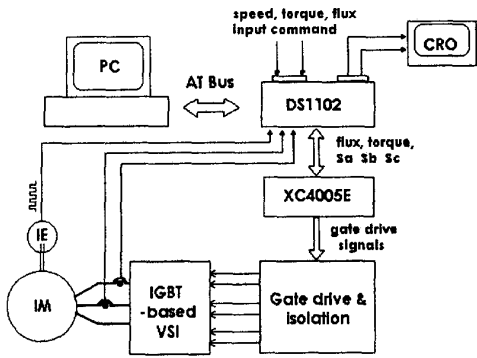 speed, torque, flux
input command
CRO
PC
AT Bus
DS1102
flux, torque,
Sa Sb Sc
XC4005E
gate drive
signals
IE
IM
IGBT
-based
VSI
Gate drive &
isolation